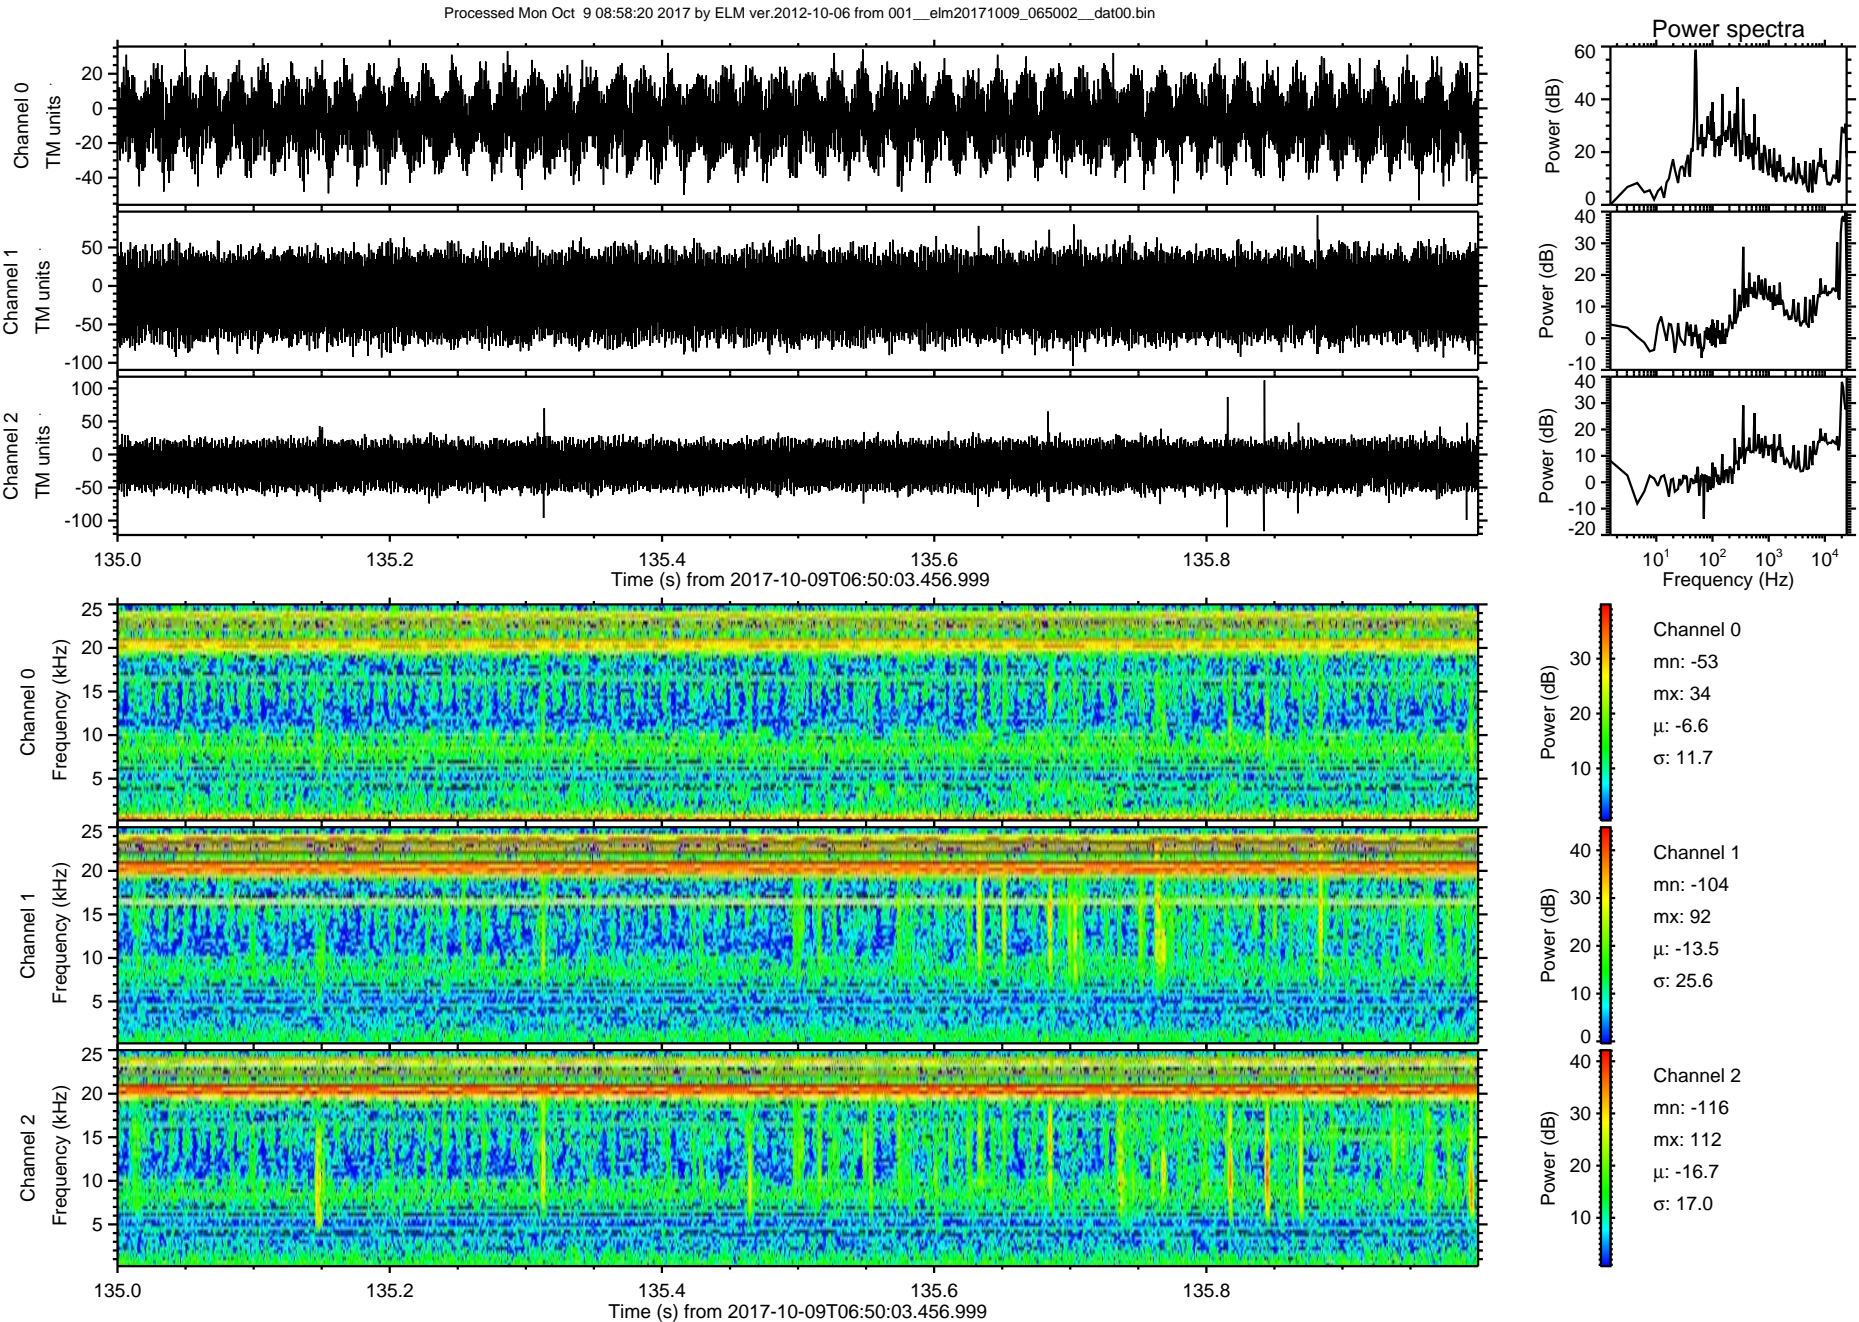 Processed Mon Oct  9 08:58:20 2017 by ELM ver.2012-10-06 from 001__elm20171009_065002__dat00.bin
Power spectra
Channel 0
TM units
20
0
-20
-40
Power (dB)
60
40
20
0
Channel 1
TM units
50
0
-50
-100
Power (dB)
40
30
20
10
0
-10
Channel 2
TM units
100
50
0
-50
-100
Power (dB)
40
30
20
10
0
-10
-20
135.0 135.2 135.4 135.6 135.8
Time (s) from 2017-10-09T06:50:03.456.999
10¹ 10² 10³ 10⁴
Frequency (Hz)
Channel 0
Frequency (kHz)
25
20
15
10
5
Power (dB)
30
20
10
Channel 0
mn: -53
mx: 34
μ: -6.6
σ: 11.7
Channel 1
Frequency (kHz)
25
20
15
10
5
Power (dB)
40
30
20
10
0
Channel 1
mn: -104
mx: 92
μ: -13.5
σ: 25.6
Channel 2
Frequency (kHz)
25
20
15
10
5
Power (dB)
40
30
20
10
Channel 2
mn: -116
mx: 112
μ: -16.7
σ: 17.0
135.0 135.2 135.4 135.6 135.8
Time (s) from 2017-10-09T06:50:03.456.999